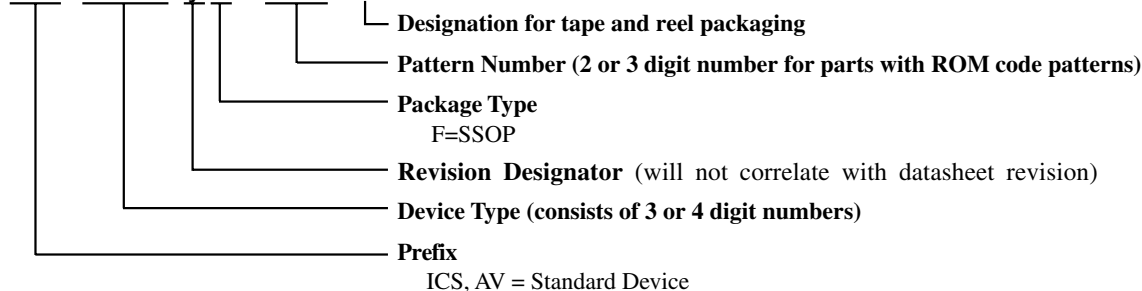 Designation for tape and reel packaging
Pattern Number (2 or 3 digit number for parts with ROM code patterns)
Package Type
F=SSOP
Revision Designator (will not correlate with datasheet revision)
Device Type (consists of 3 or 4 digit numbers)
Prefix
ICS, AV = Standard Device